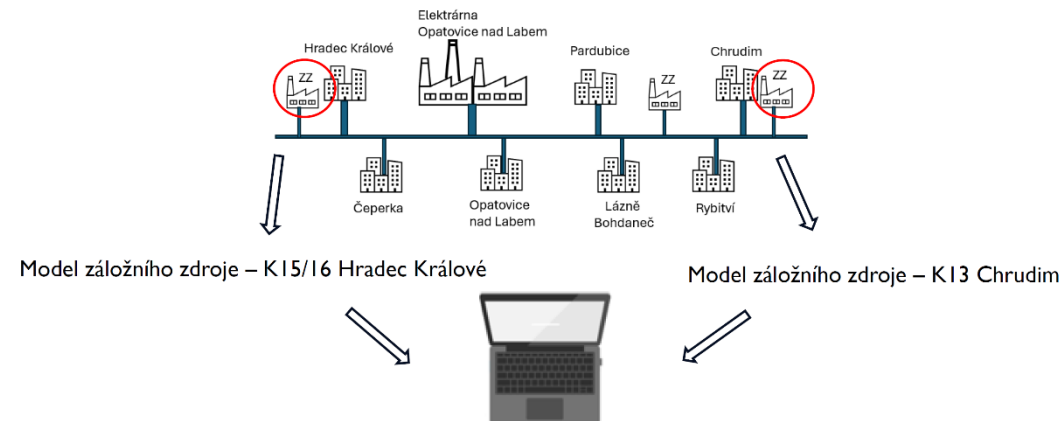 Elektrárna
Opatovice nad Labem
Hradec Králové
Pardubice
Chrudim
ZZ
ZZ
ZZ
Čeperka
Opatovice
nad Labem
Lázně
Bohdaneč
Rybitví
Model záložního zdroje – K15/16 Hradec Králové
Model záložního zdroje – K13 Chrudim